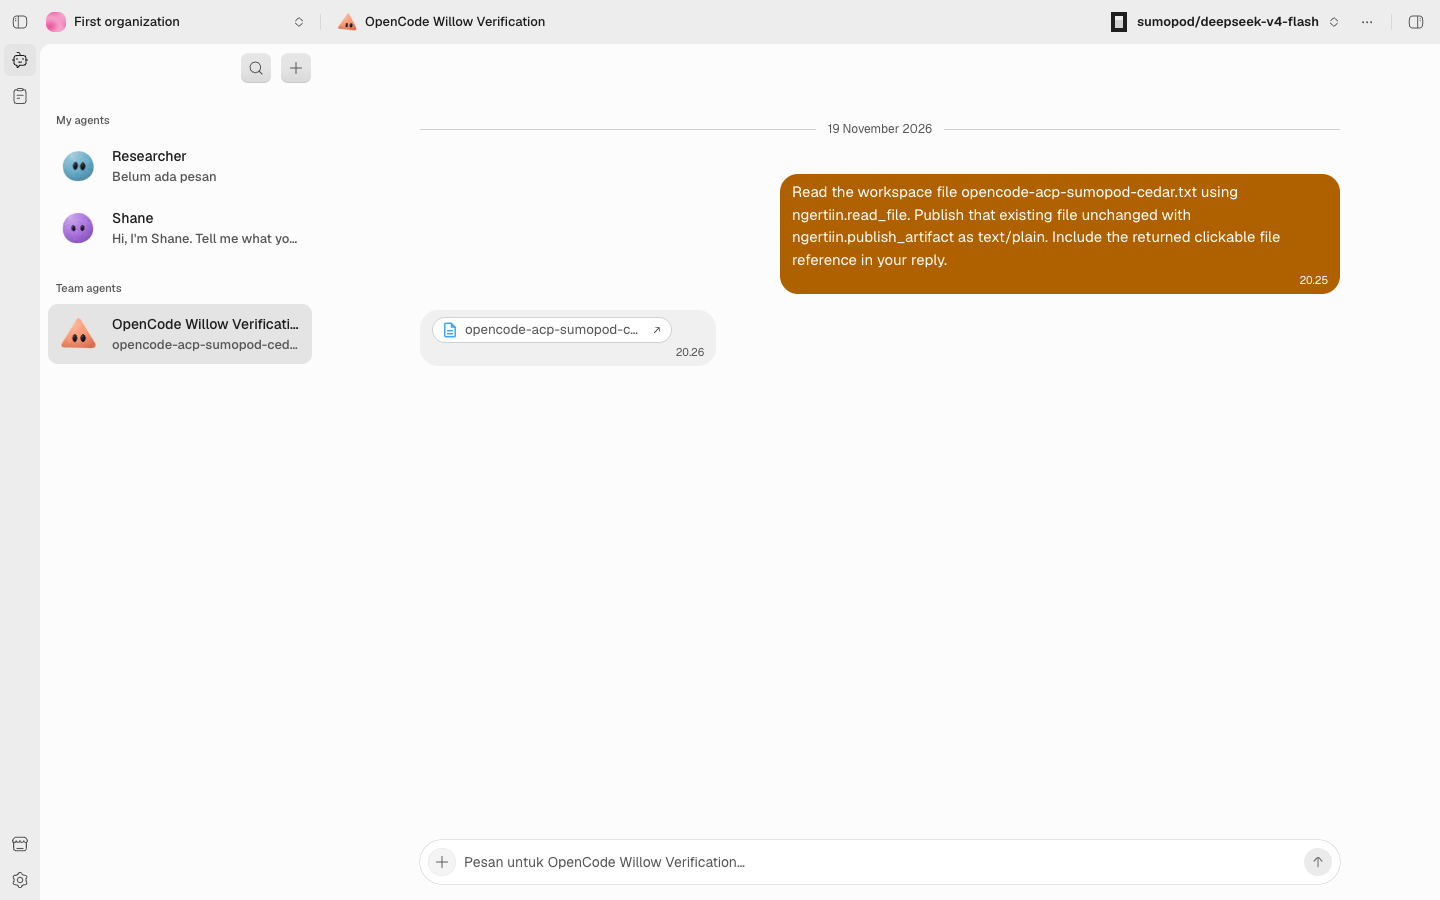 First organization
OpenCode Willow Verification
sumopod/deepseek-v4-flash
My agents
Researcher
Belum ada pesan
Shane
Hi, I'm Shane. Tell me what yo...
Team agents
OpenCode Willow Verificati...
opencode-acp-sumopod-ced...
19 November 2026
Read the workspace file opencode-acp-sumopod-cedar.txt using
ngertiin.read_file. Publish that existing file unchanged with
ngertiin.publish_artifact as text/plain. Include the returned clickable file
reference in your reply.
20.25
opencode-acp-sumopod-c...
20.26
Pesan untuk OpenCode Willow Verification...